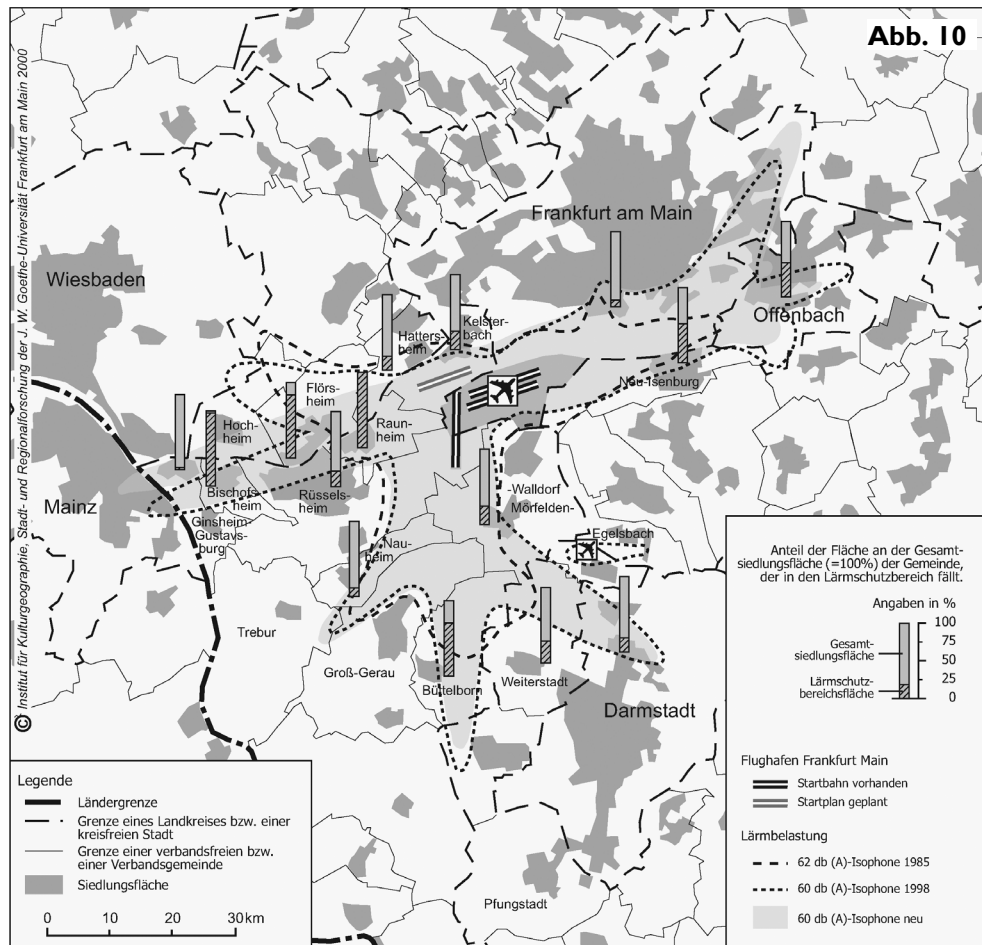 Abb. 10
© Institut für Kulturgeographie, Stadt- und Regionalforschung der J. W. Goethe-Universität Frankfurt am Main 2000
Frankfurt am Main
Wiesbaden
Offenbach
Kelster-
bach
Hatters-
heim
Neu-Isenburg
Flörs-
heim
Raun-
heim
Hoch-
heim
Bischofs-
heim
Rüssels-
heim
Mainz
Ginsheim-
Gustavs-
burg
-Walldorf
Mörfelden-
Egelsbach
Nau-
heim
Trebur
Groß-Gerau
Büttelborn
Weiterstadt
Darmstadt
Pfungstadt
Anteil der Fläche an der Gesamt-
siedlungsfläche (=100%) der Gemeinde,
der in den Lärmschutzbereich fällt.
Angaben in %
100
75
50
25
0
Gesamt-
siedlungsfläche
Lärmschutz-
bereichsfläche
Flughafen Frankfurt Main
Startbahn vorhanden
Startplan geplant
Lärmbelastung
62 db (A)-Isophone 1985
60 db (A)-Isophone 1998
60 db (A)-Isophone neu
Legende
Ländergrenze
Grenze eines Landkreises bzw. einer
kreisfreien Stadt
Grenze einer verbandsfreien bzw.
einer Verbandsgemeinde
Siedlungsfläche
0 10 20 30 km